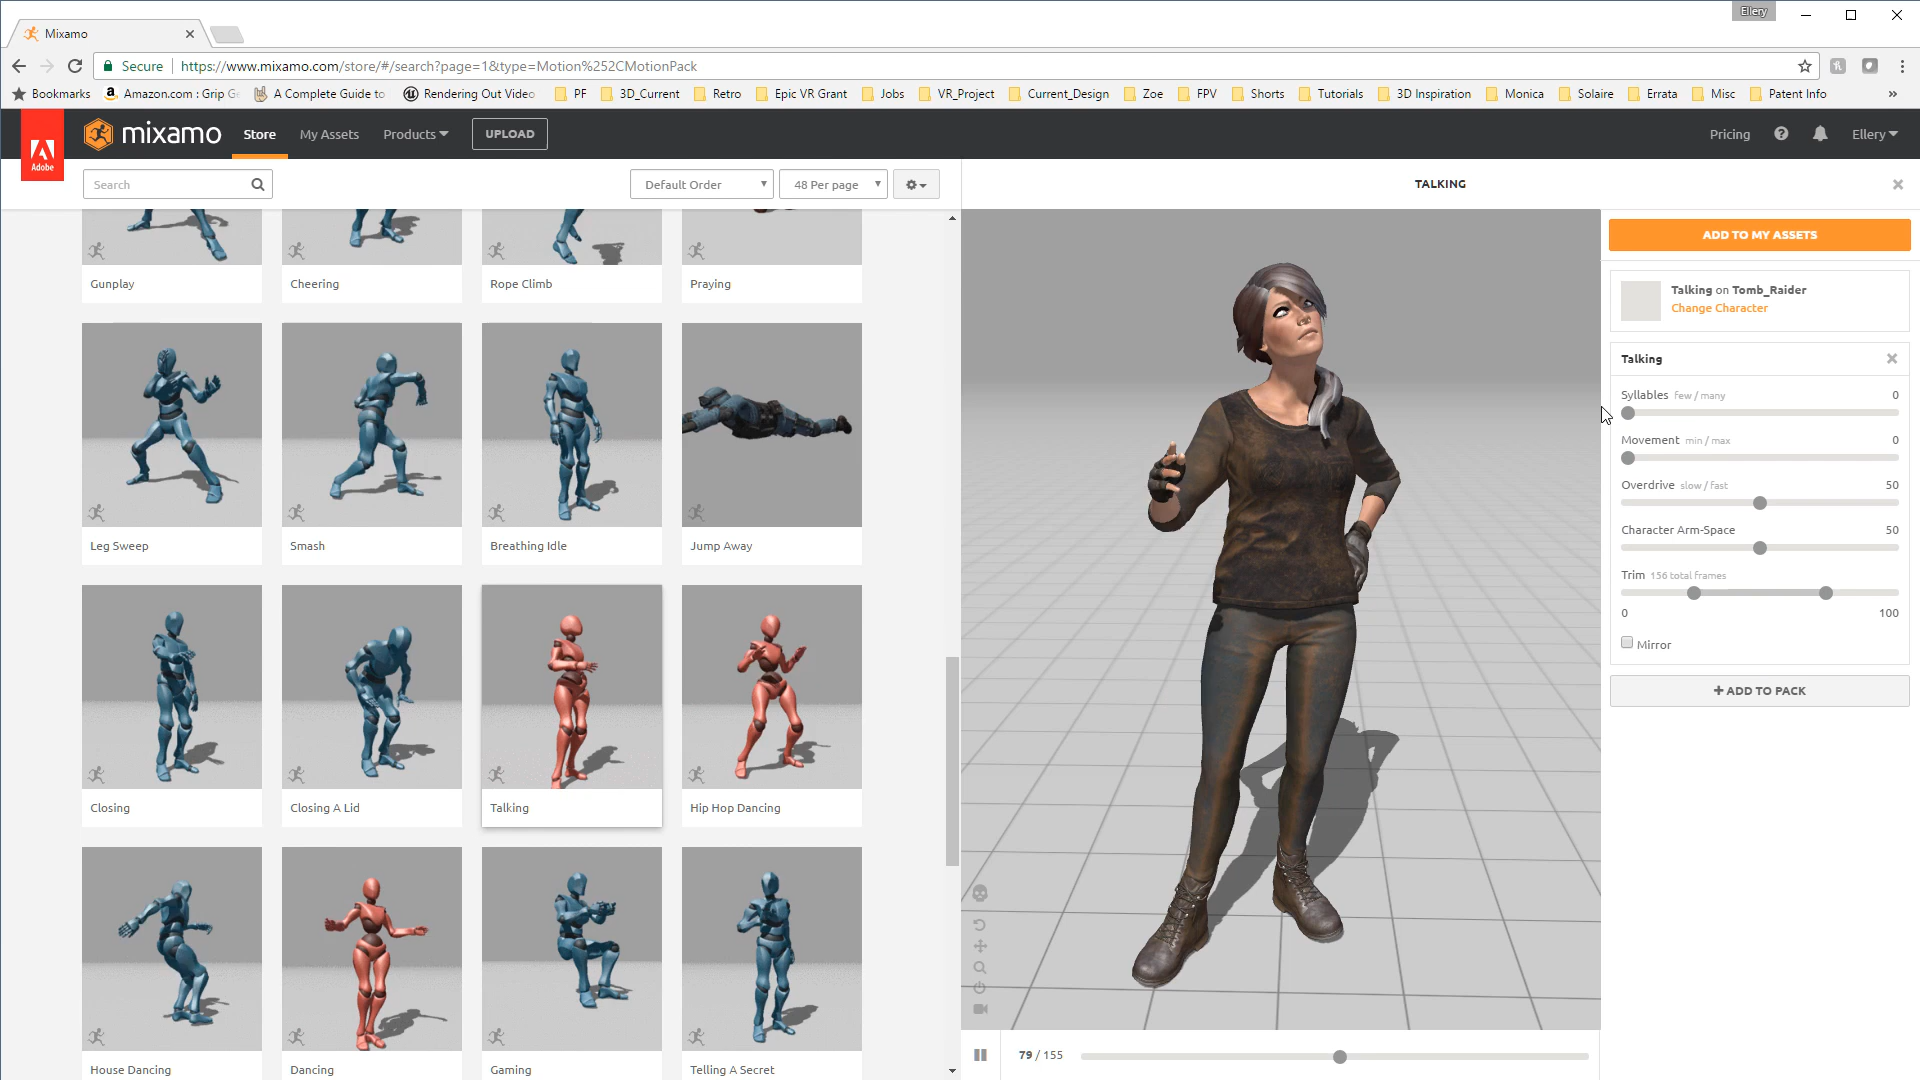 Ellery
Mixamo
Secure https://www.mixamo.com/store/#/search?page=1&type=Motion%252CMotionPack
Bookmarks Amazon.com : Grip G A Complete Guide to Rendering Out Video PF 3D_Current Retro Epic VR Grant Jobs VR_Project Current_Design Zoe FPV Shorts Tutorials 3D Inspiration Monica Solaire Errata Misc Patent Info »
Adobe
mixamo Store My Assets Products UPLOAD Pricing Ellery
Search Default Order 48 Per page
TALKING
Gunplay Cheering Rope Climb Praying
Leg Sweep Smash Breathing Idle Jump Away
Closing Closing A Lid Talking Hip Hop Dancing
House Dancing Dancing Gaming Telling A Secret
ADD TO MY ASSETS
Talking on Tomb_Raider
Change Character
Talking
Syllables few / many 0
Movement min / max 0
Overdrive slow / fast 50
Character Arm-Space 50
Trim 156 total frames
0 100
Mirror
+ ADD TO PACK
79 / 155